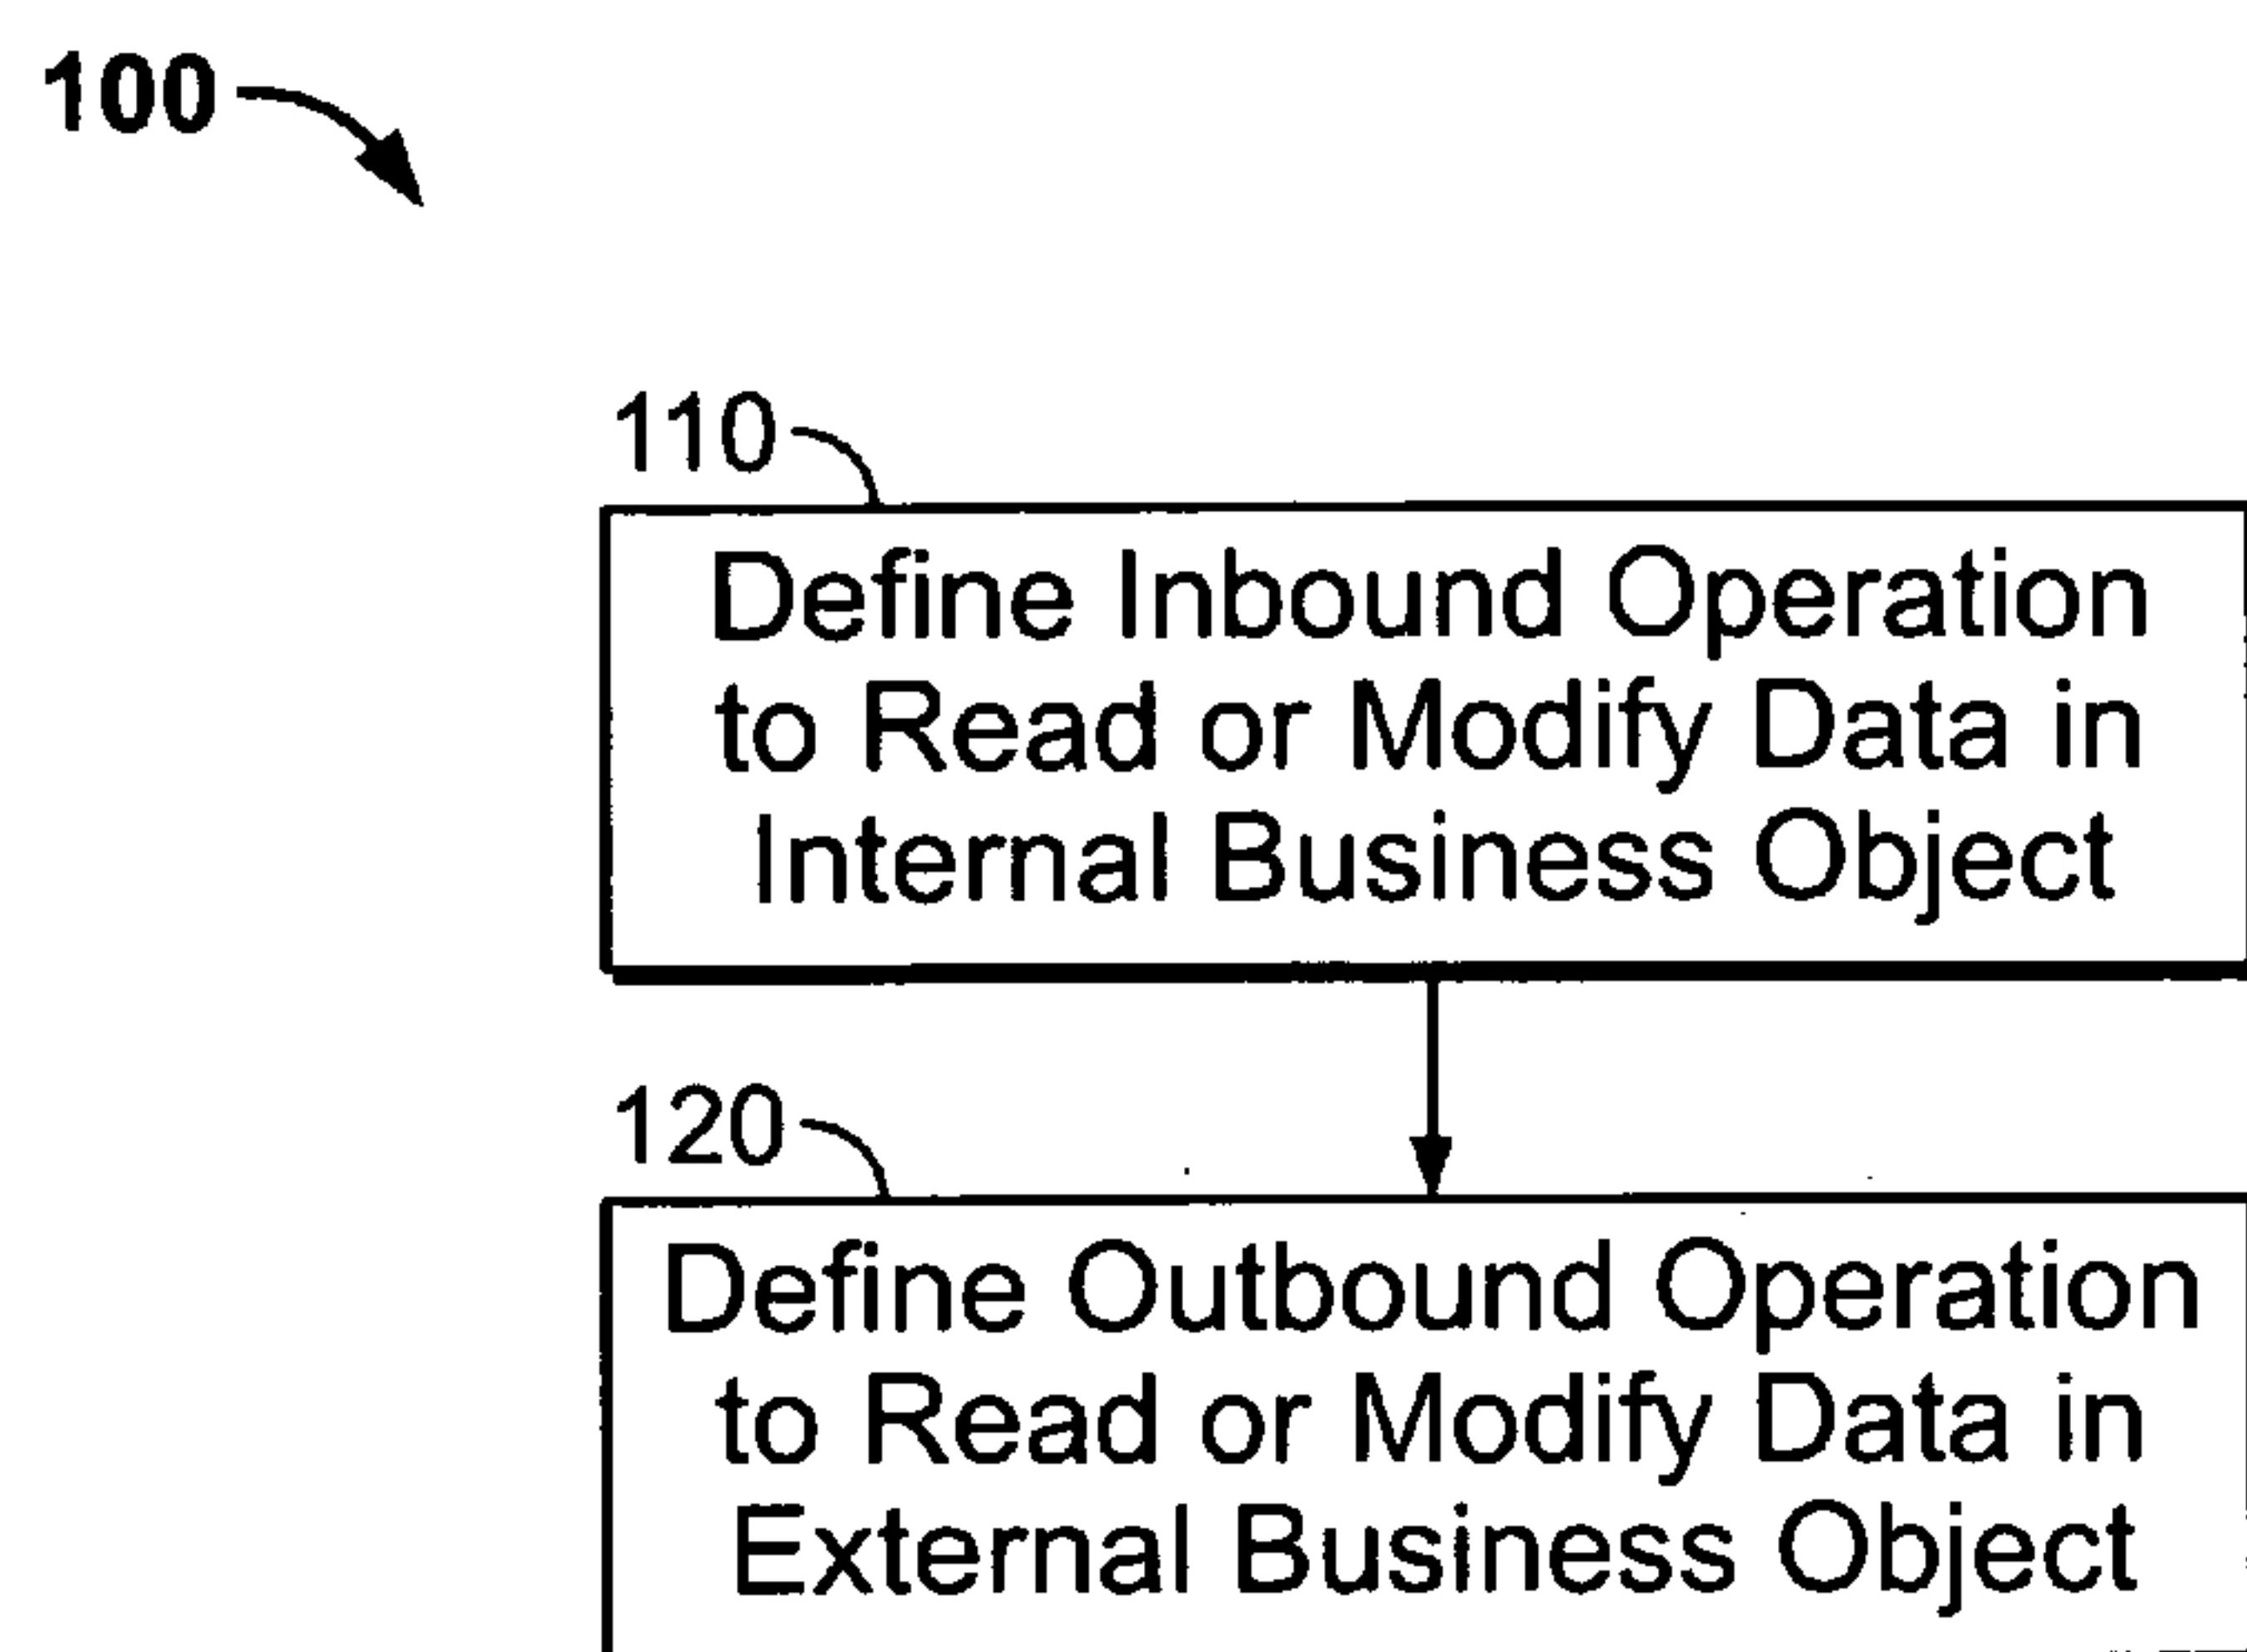 100
110
Define Inbound Operation
to Read or Modify Data in
Internal Business Object
120
Define Outbound Operation
to Read or Modify Data in
External Business Object